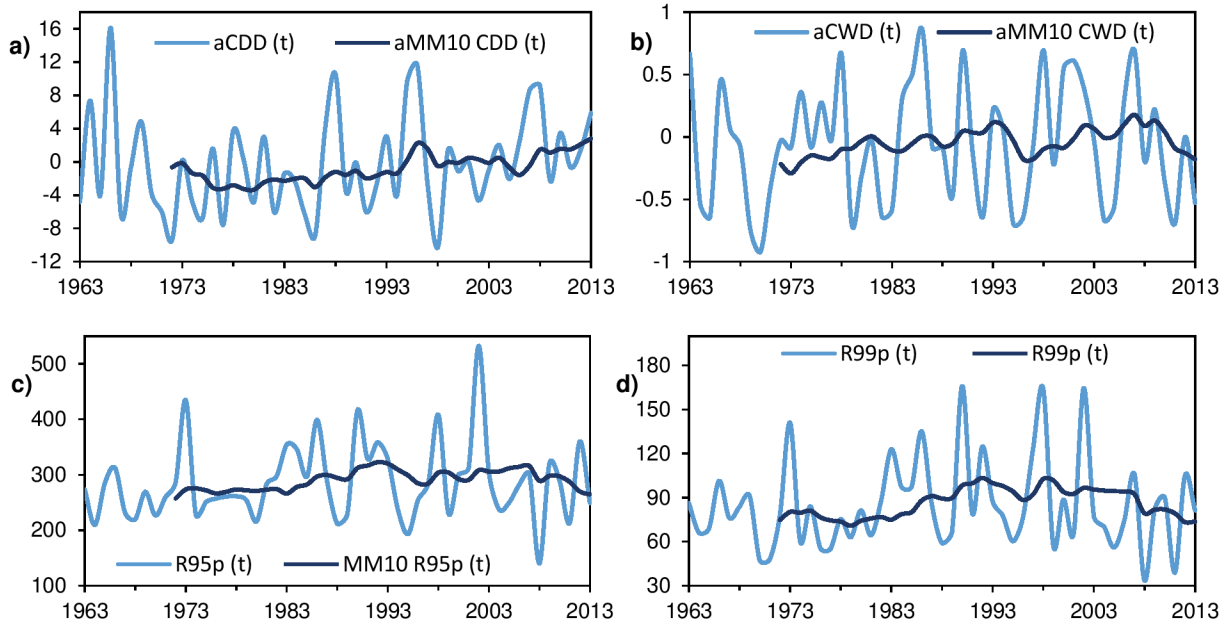 a)
aCDD (t) aMM10 CDD (t)
16
12
8
4
0
-4
-8
-12
1963 1973 1983 1993 2003 2013
b)
aCWD (t) aMM10 CWD (t)
1
0.5
0
-0.5
-1
1963 1973 1983 1993 2003 2013
c)
500
400
300
200
100
R95p (t) MM10 R95p (t)
1963 1973 1983 1993 2003 2013
d)
R99p (t) R99p (t)
180
150
120
90
60
30
1963 1973 1983 1993 2003 2013